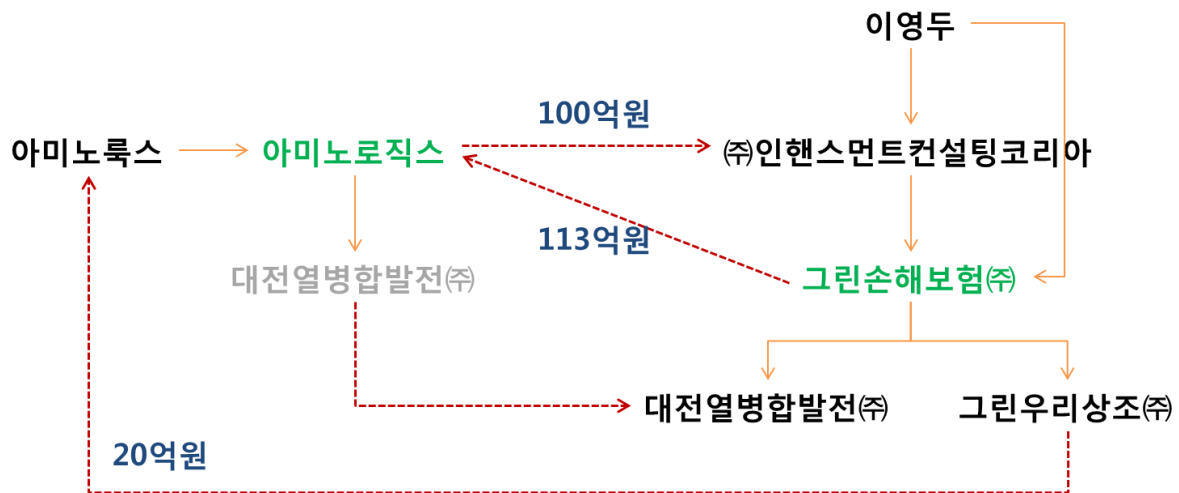 이영두
100억원
아미노룩스
아미노로직스
㈜인핸스먼트컨설팅코리아
113억원
대전열병합발전㈜
그린손해보험㈜
대전열병합발전㈜
그린우리상조㈜
20억원